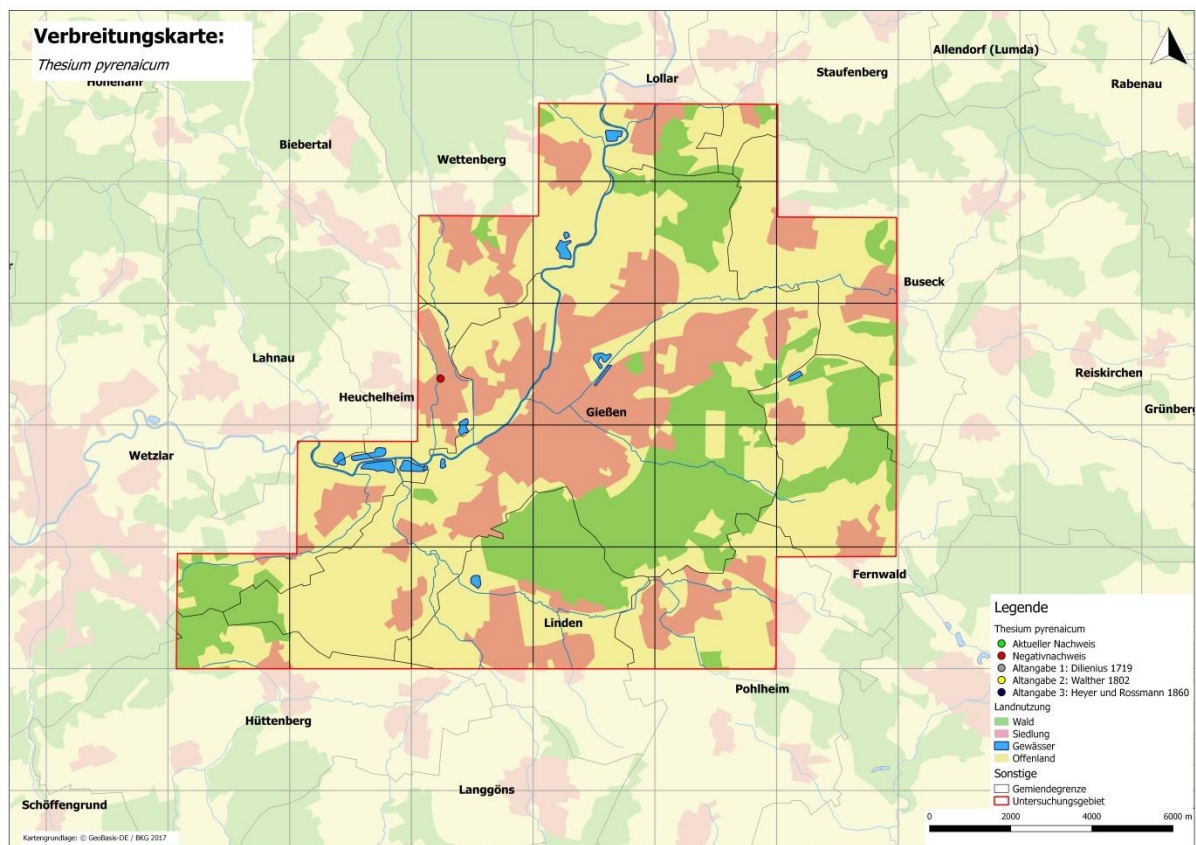 Verbreitungskarte:
Thesium pyrenaicum
Hohenahr
Allendorf (Lumda)
Staufenberg
Lollar
Rabenau
Biebertal
Wettenberg
Buseck
Lahnau
Reiskirchen
Heuchelheim
Grünberg
Gießen
Wetzlar
Fernwald
Linden
Pohlheim
Hüttenberg
Langgöns
Schöffengrund
Legende
Thesium pyrenaicum
Aktueller Nachweis
Negativnachweis
Altangabe 1: Dillenius 1719
Altangabe 2: Walther 1802
Altangabe 3: Heyer und Rossmann 1860
Landnutzung
Wald
Siedlung
Gewässer
Offenland
Sonstige
Gemiendegrenze
Untersuchungsgebiet
0 2000 4000 6000 m
Kartengrundlage: © GeoBasis-DE / BKG 2017